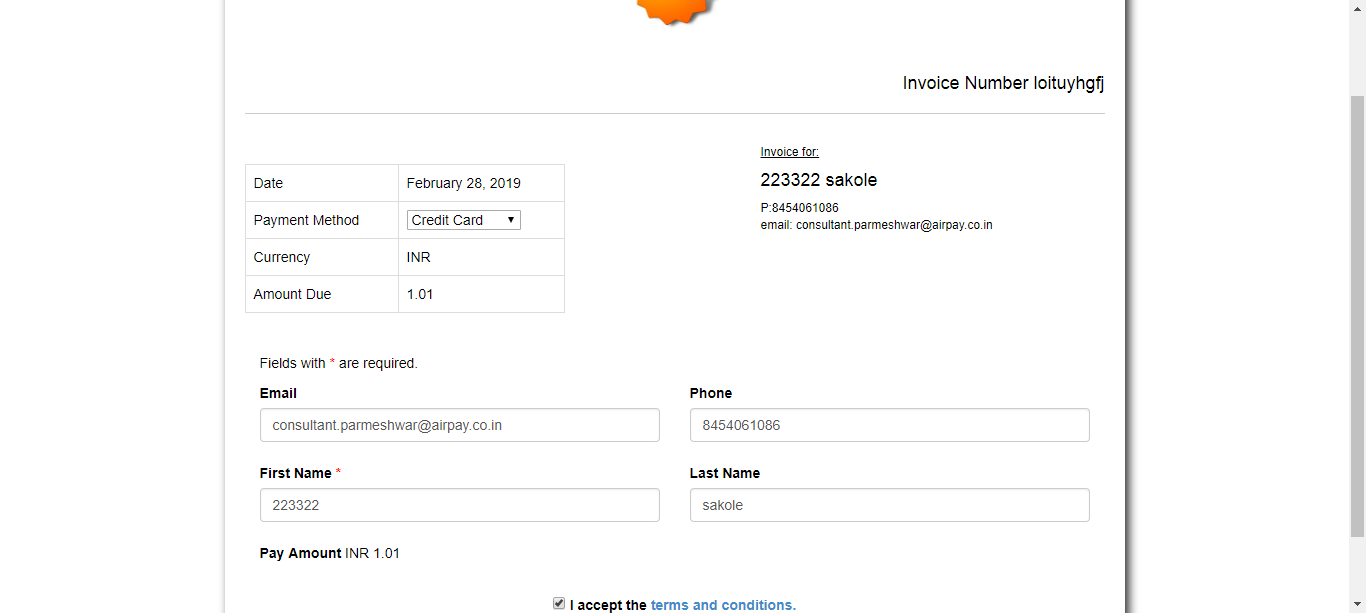 Invoice Number loituyhgfj
Invoice for:
223322 sakole
P:8454061086
email: consultant.parmeshwar@airpay.co.in
Date February 28, 2019
Payment Method Credit Card
Currency INR
Amount Due 1.01
Fields with * are required.
Email Phone
consultant.parmeshwar@airpay.co.in 8454061086
First Name * Last Name
223322 sakole
Pay Amount INR 1.01
I accept the terms and conditions.